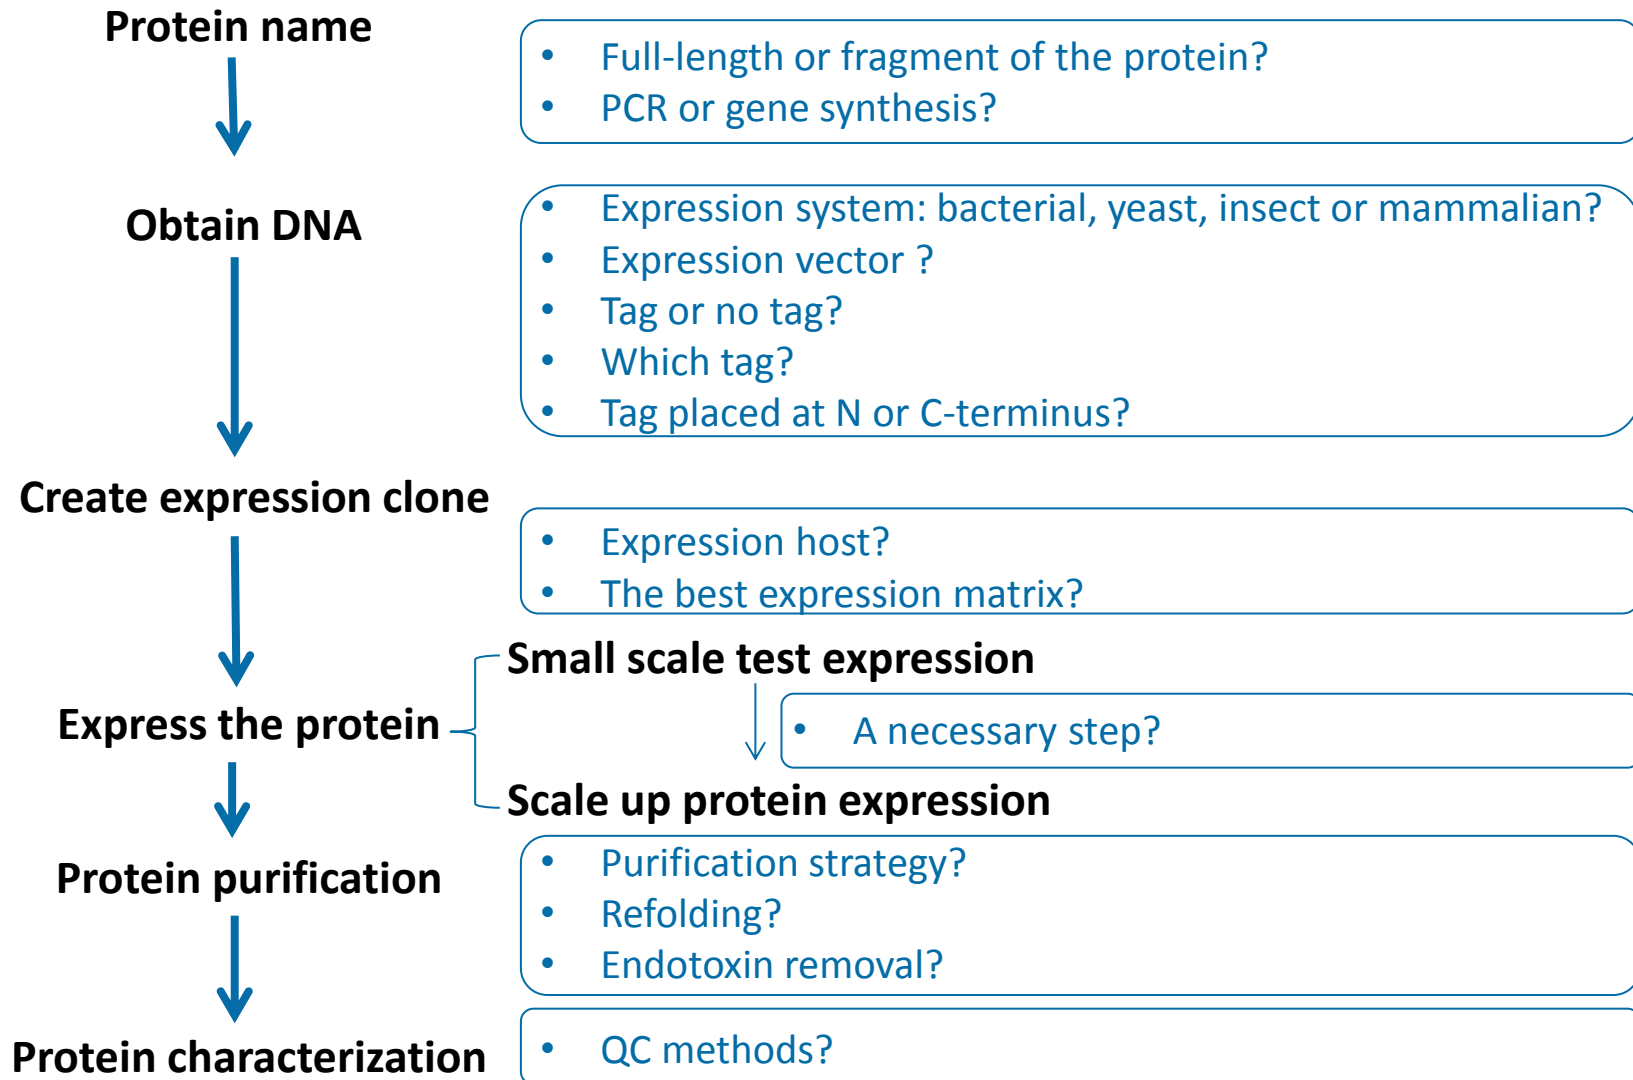 Protein name
• Full-length or fragment of the protein?
• PCR or gene synthesis?
Obtain DNA
• Expression system: bacterial, yeast, insect or mammalian?
• Expression vector ?
• Tag or no tag?
• Which tag?
• Tag placed at N or C-terminus?
Create expression clone
• Expression host?
• The best expression matrix?
Express the protein
Small scale test expression
• A necessary step?
Scale up protein expression
Protein purification
• Purification strategy?
• Refolding?
• Endotoxin removal?
Protein characterization
• QC methods?